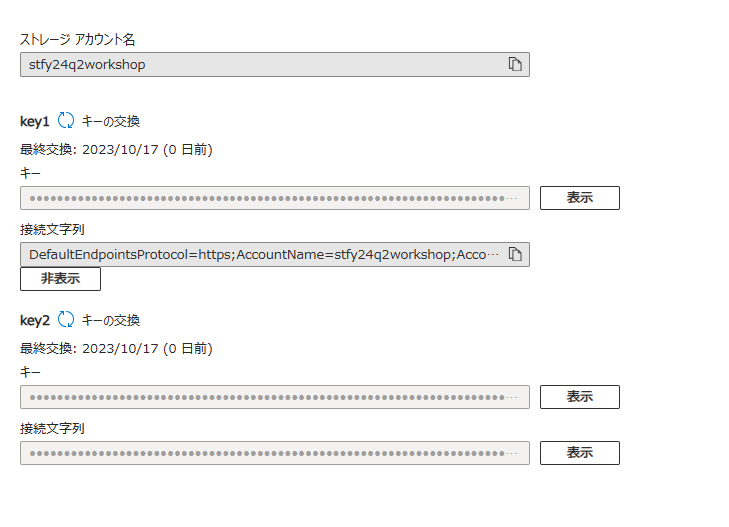 ストレージ アカウント名
stfy24q2workshop
key1 キーの交換
最終交換: 2023/10/17 (0 日前)
キー
••••••••••••••••••••••••••••••••••••••••••••••••••••••••••••••••••••••••… 表示
接続文字列
DefaultEndpointsProtocol=https;AccountName=stfy24q2workshop;Acco…
非表示
key2 キーの交換
最終交換: 2023/10/17 (0 日前)
キー
••••••••••••••••••••••••••••••••••••••••••••••••••••••••••••••••••••••••… 表示
接続文字列
••••••••••••••••••••••••••••••••••••••••••••••••••••••••••••••••••••••••… 表示